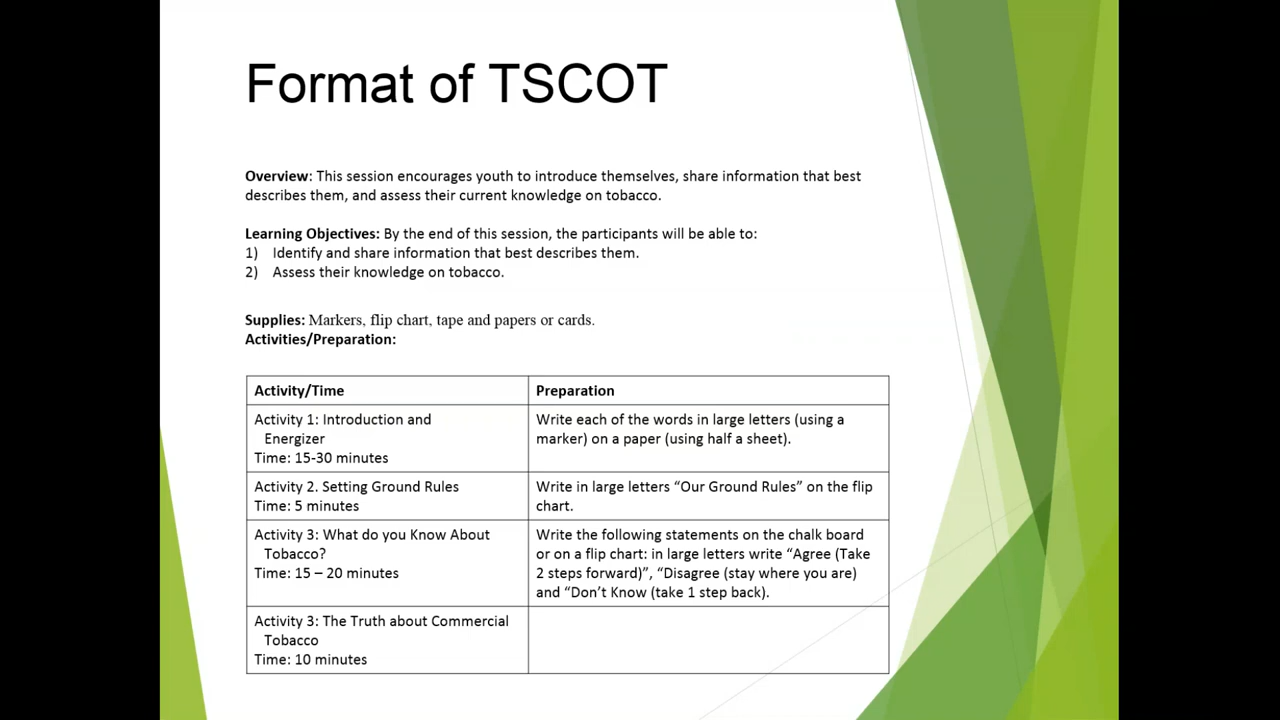 Format of TSCOT
Overview: This session encourages youth to introduce themselves, share information that best
describes them, and assess their current knowledge on tobacco.
Learning Objectives: By the end of this session, the participants will be able to:
1) Identify and share information that best describes them.
2) Assess their knowledge on tobacco.
Supplies: Markers, flip chart, tape and papers or cards.
Activities/Preparation:
Activity/Time
Preparation
Activity 1: Introduction and
Energizer
Time: 15-30 minutes
Write each of the words in large letters (using a
marker) on a paper (using half a sheet).
Activity 2. Setting Ground Rules
Time: 5 minutes
Write in large letters “Our Ground Rules” on the flip
chart.
Activity 3: What do you Know About
Tobacco?
Time: 15 – 20 minutes
Write the following statements on the chalk board
or on a flip chart: in large letters write “Agree (Take
2 steps forward)”, “Disagree (stay where you are)
and “Don’t Know (take 1 step back).
Activity 3: The Truth about Commercial
Tobacco
Time: 10 minutes